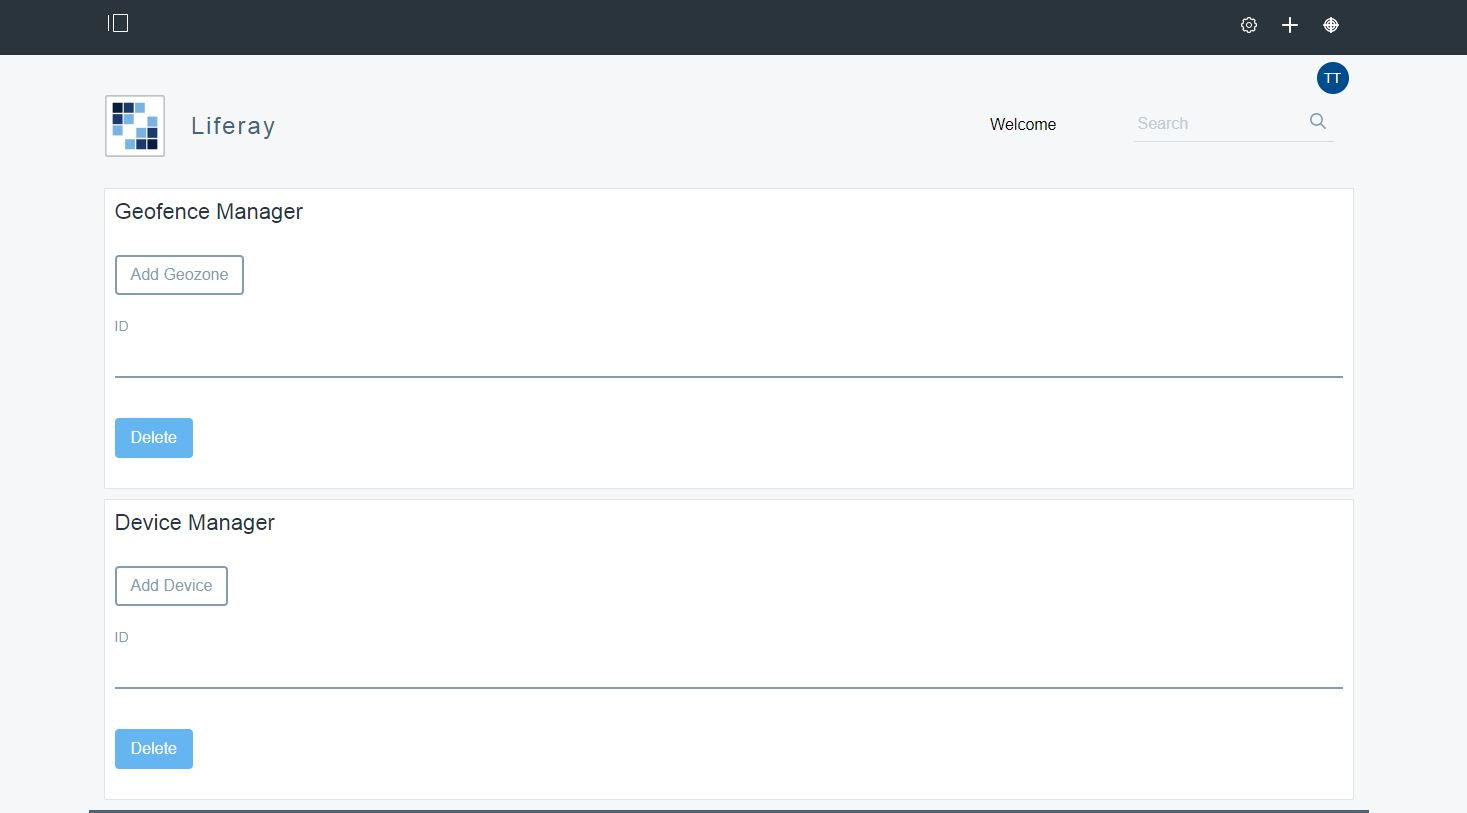 TT
Liferay
Welcome
Search
Geofence Manager
Add Geozone
ID
Delete
Device Manager
Add Device
ID
Delete